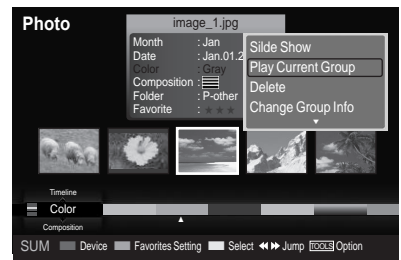 Photo
image_1.jpg
Month : Jan
Date : Jan.01.2
Color : Gray
Composition :
Folder : P-other
Favorite : ★ ★ ★
Silde Show
Play Current Group
Delete
Change Group Info
Timeline
Color
Composition
SUM Device Favorites Setting Select Jump TOOLS Option